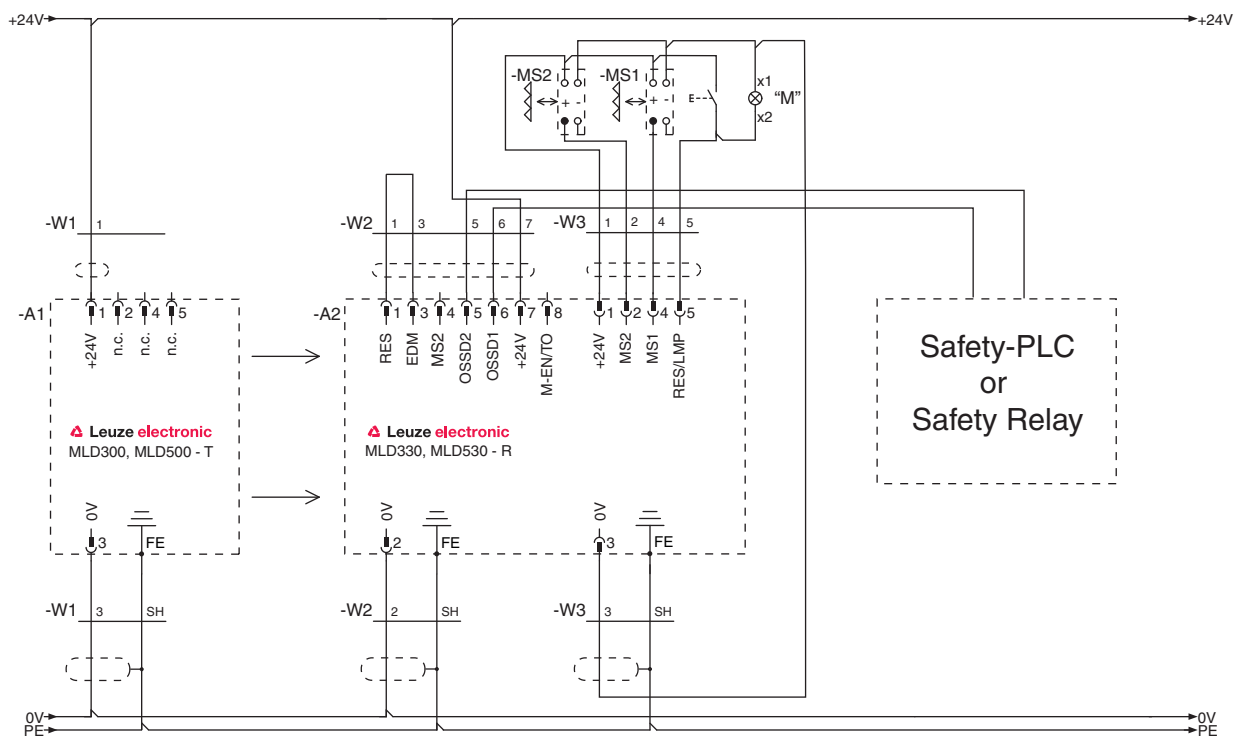 +24V +24V
-MS2 -MS1 x1
E "M"
+ - + - x2
-W1 1 -W2 1 3 5 6 7 -W3 1 2 4 5
-A1 1 2 4 5 -A2 1 3 4 5 6 7 8 1 2 4 5
+24V n.c. n.c. n.c. RES EDM MS2 OSSD2 OSSD1 +24V M-EN/TO +24V MS2 MS1 RES/LMP
Safety-PLC
or
Safety Relay
Leuze electronic
MLD300, MLD500 - T
Leuze electronic
MLD330, MLD530 - R
0V 0V 0V
3 FE 2 FE 3 FE
-W1 3 SH -W2 2 SH -W3 3 SH
0V 0V
PE PE